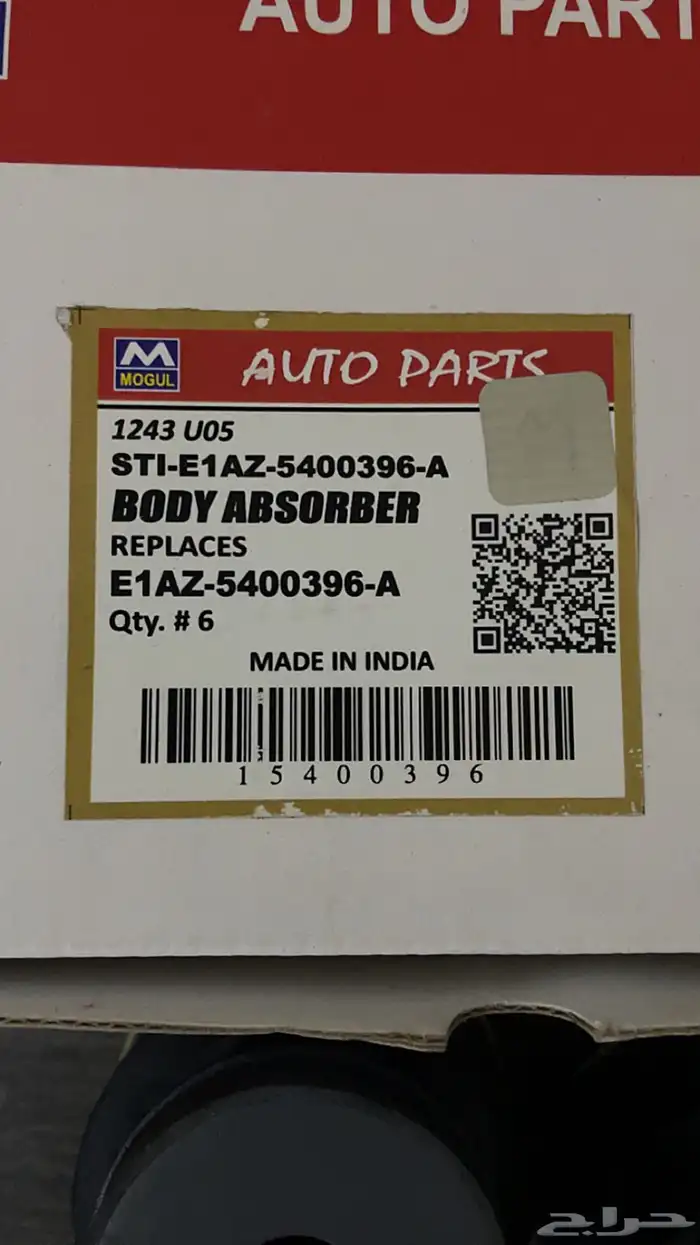 AUTO PART
M
MOGUL
AUTO PARTS
1243 U05
STI-E1AZ-5400396-A
BODY ABSORBER
REPLACES
E1AZ-5400396-A
Qty. # 6
MADE IN INDIA
15400396
حراج